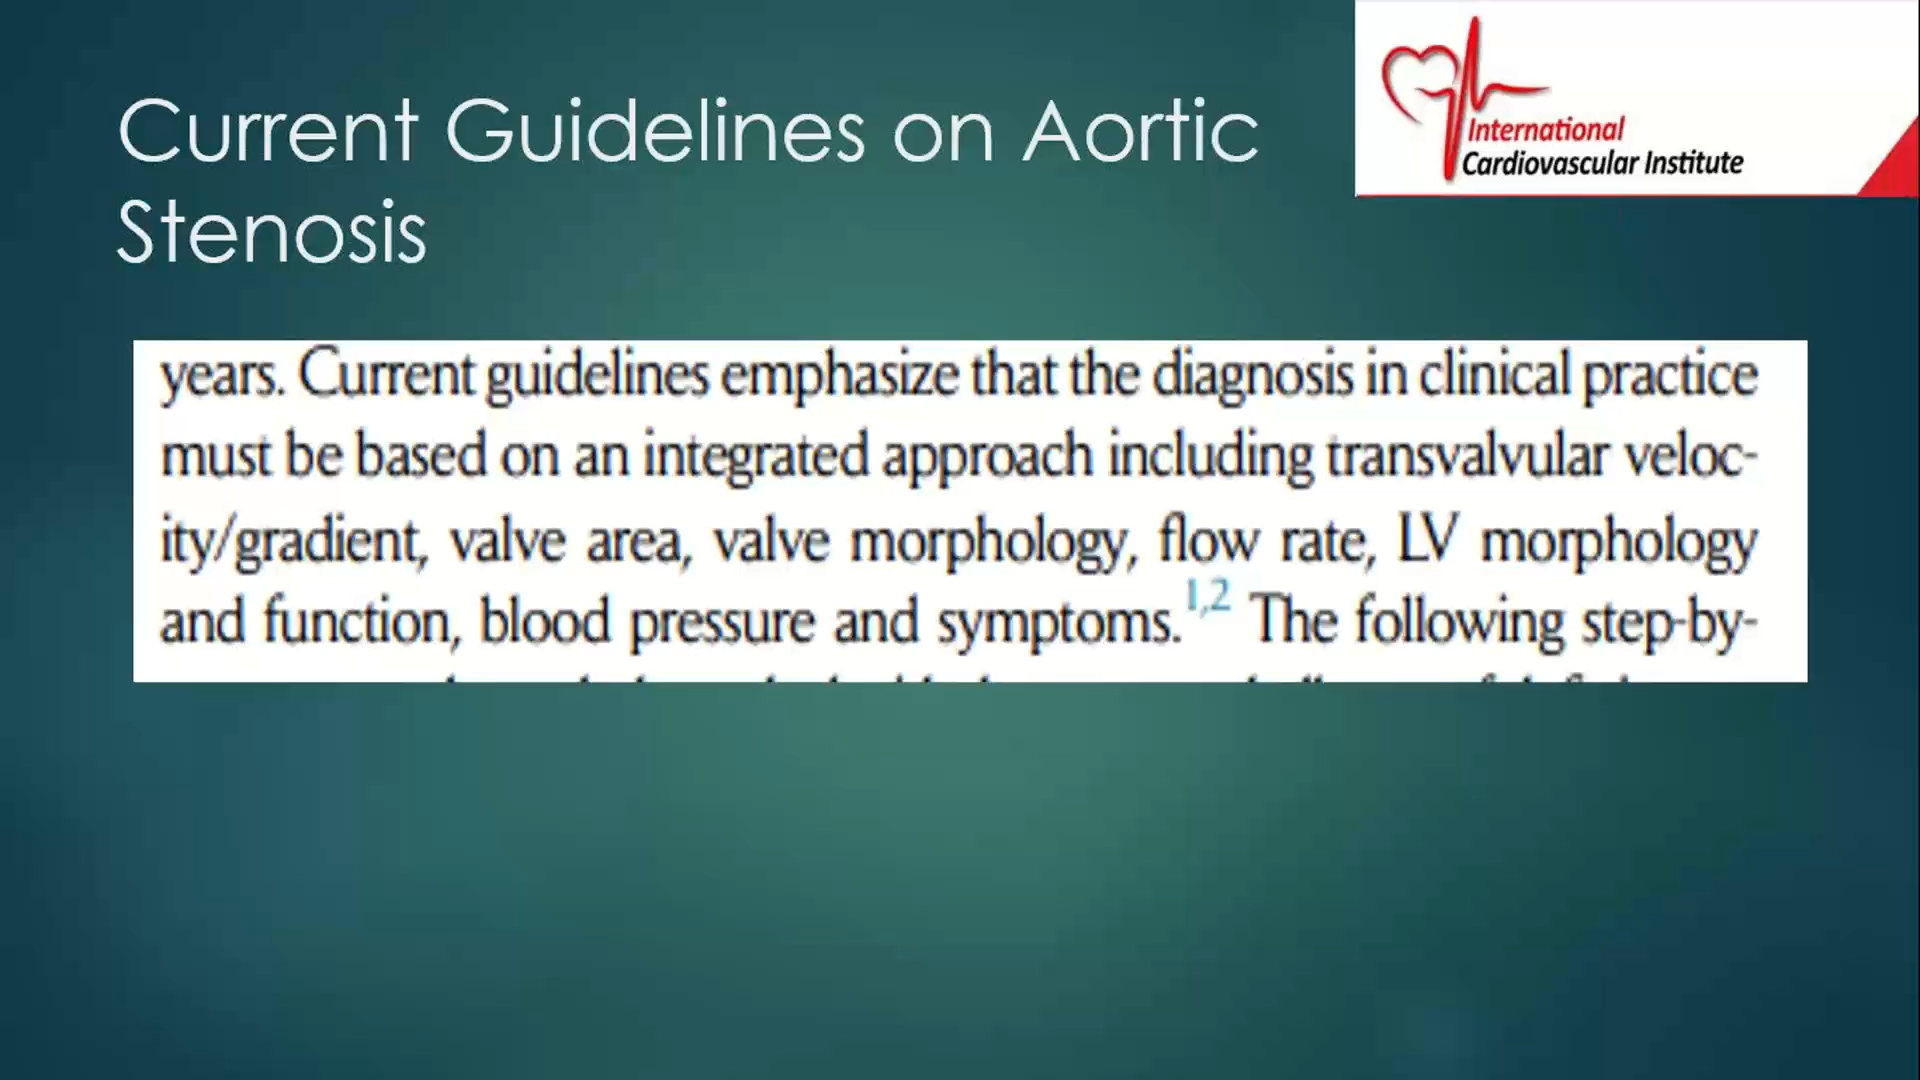 Current Guidelines on Aortic
Stenosis
International
Cardiovascular Institute
years. Current guidelines emphasize that the diagnosis in clinical practice
must be based on an integrated approach including transvalvular veloc-
ity/gradient, valve area, valve morphology, flow rate, LV morphology
and function, blood pressure and symptoms.1,2 The following step-by-